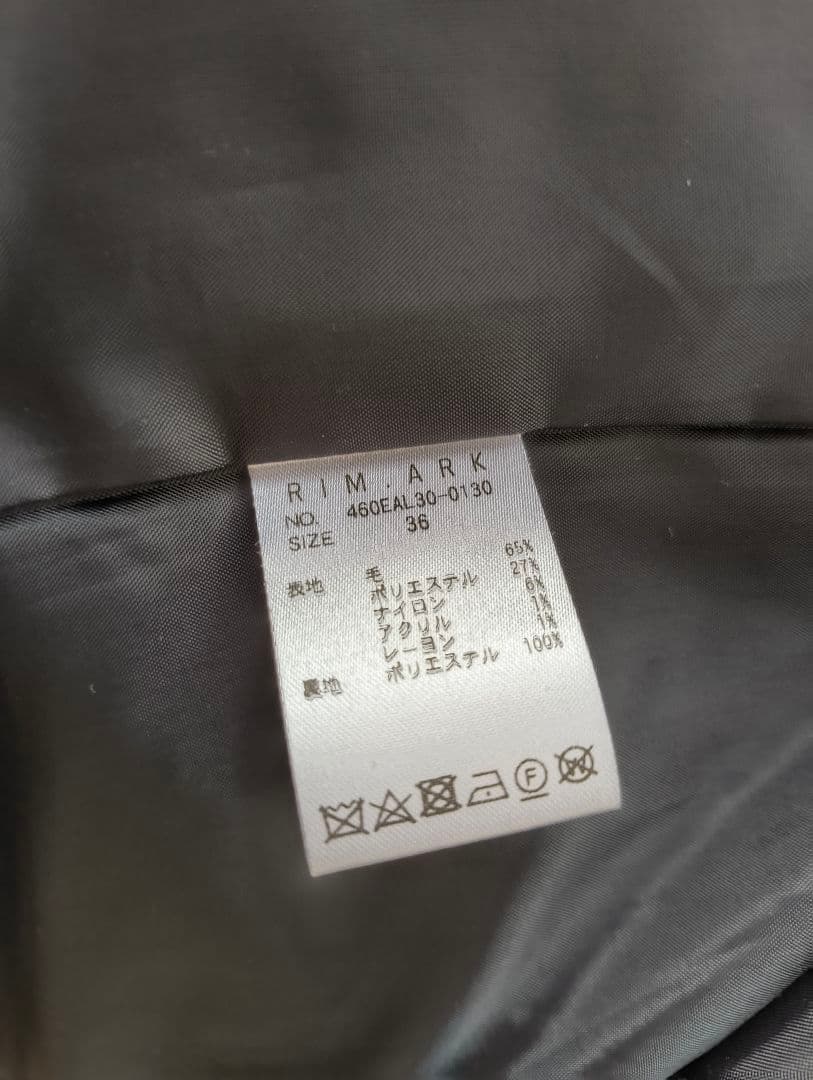 RIM.ARK
NO. 460EAL30-0130
SIZE 36
表地 毛 65%
ポリエステル 27%
ナイロン 6%
アクリル 1%
レーヨン 1%
裏地 ポリエステル 100%
F W